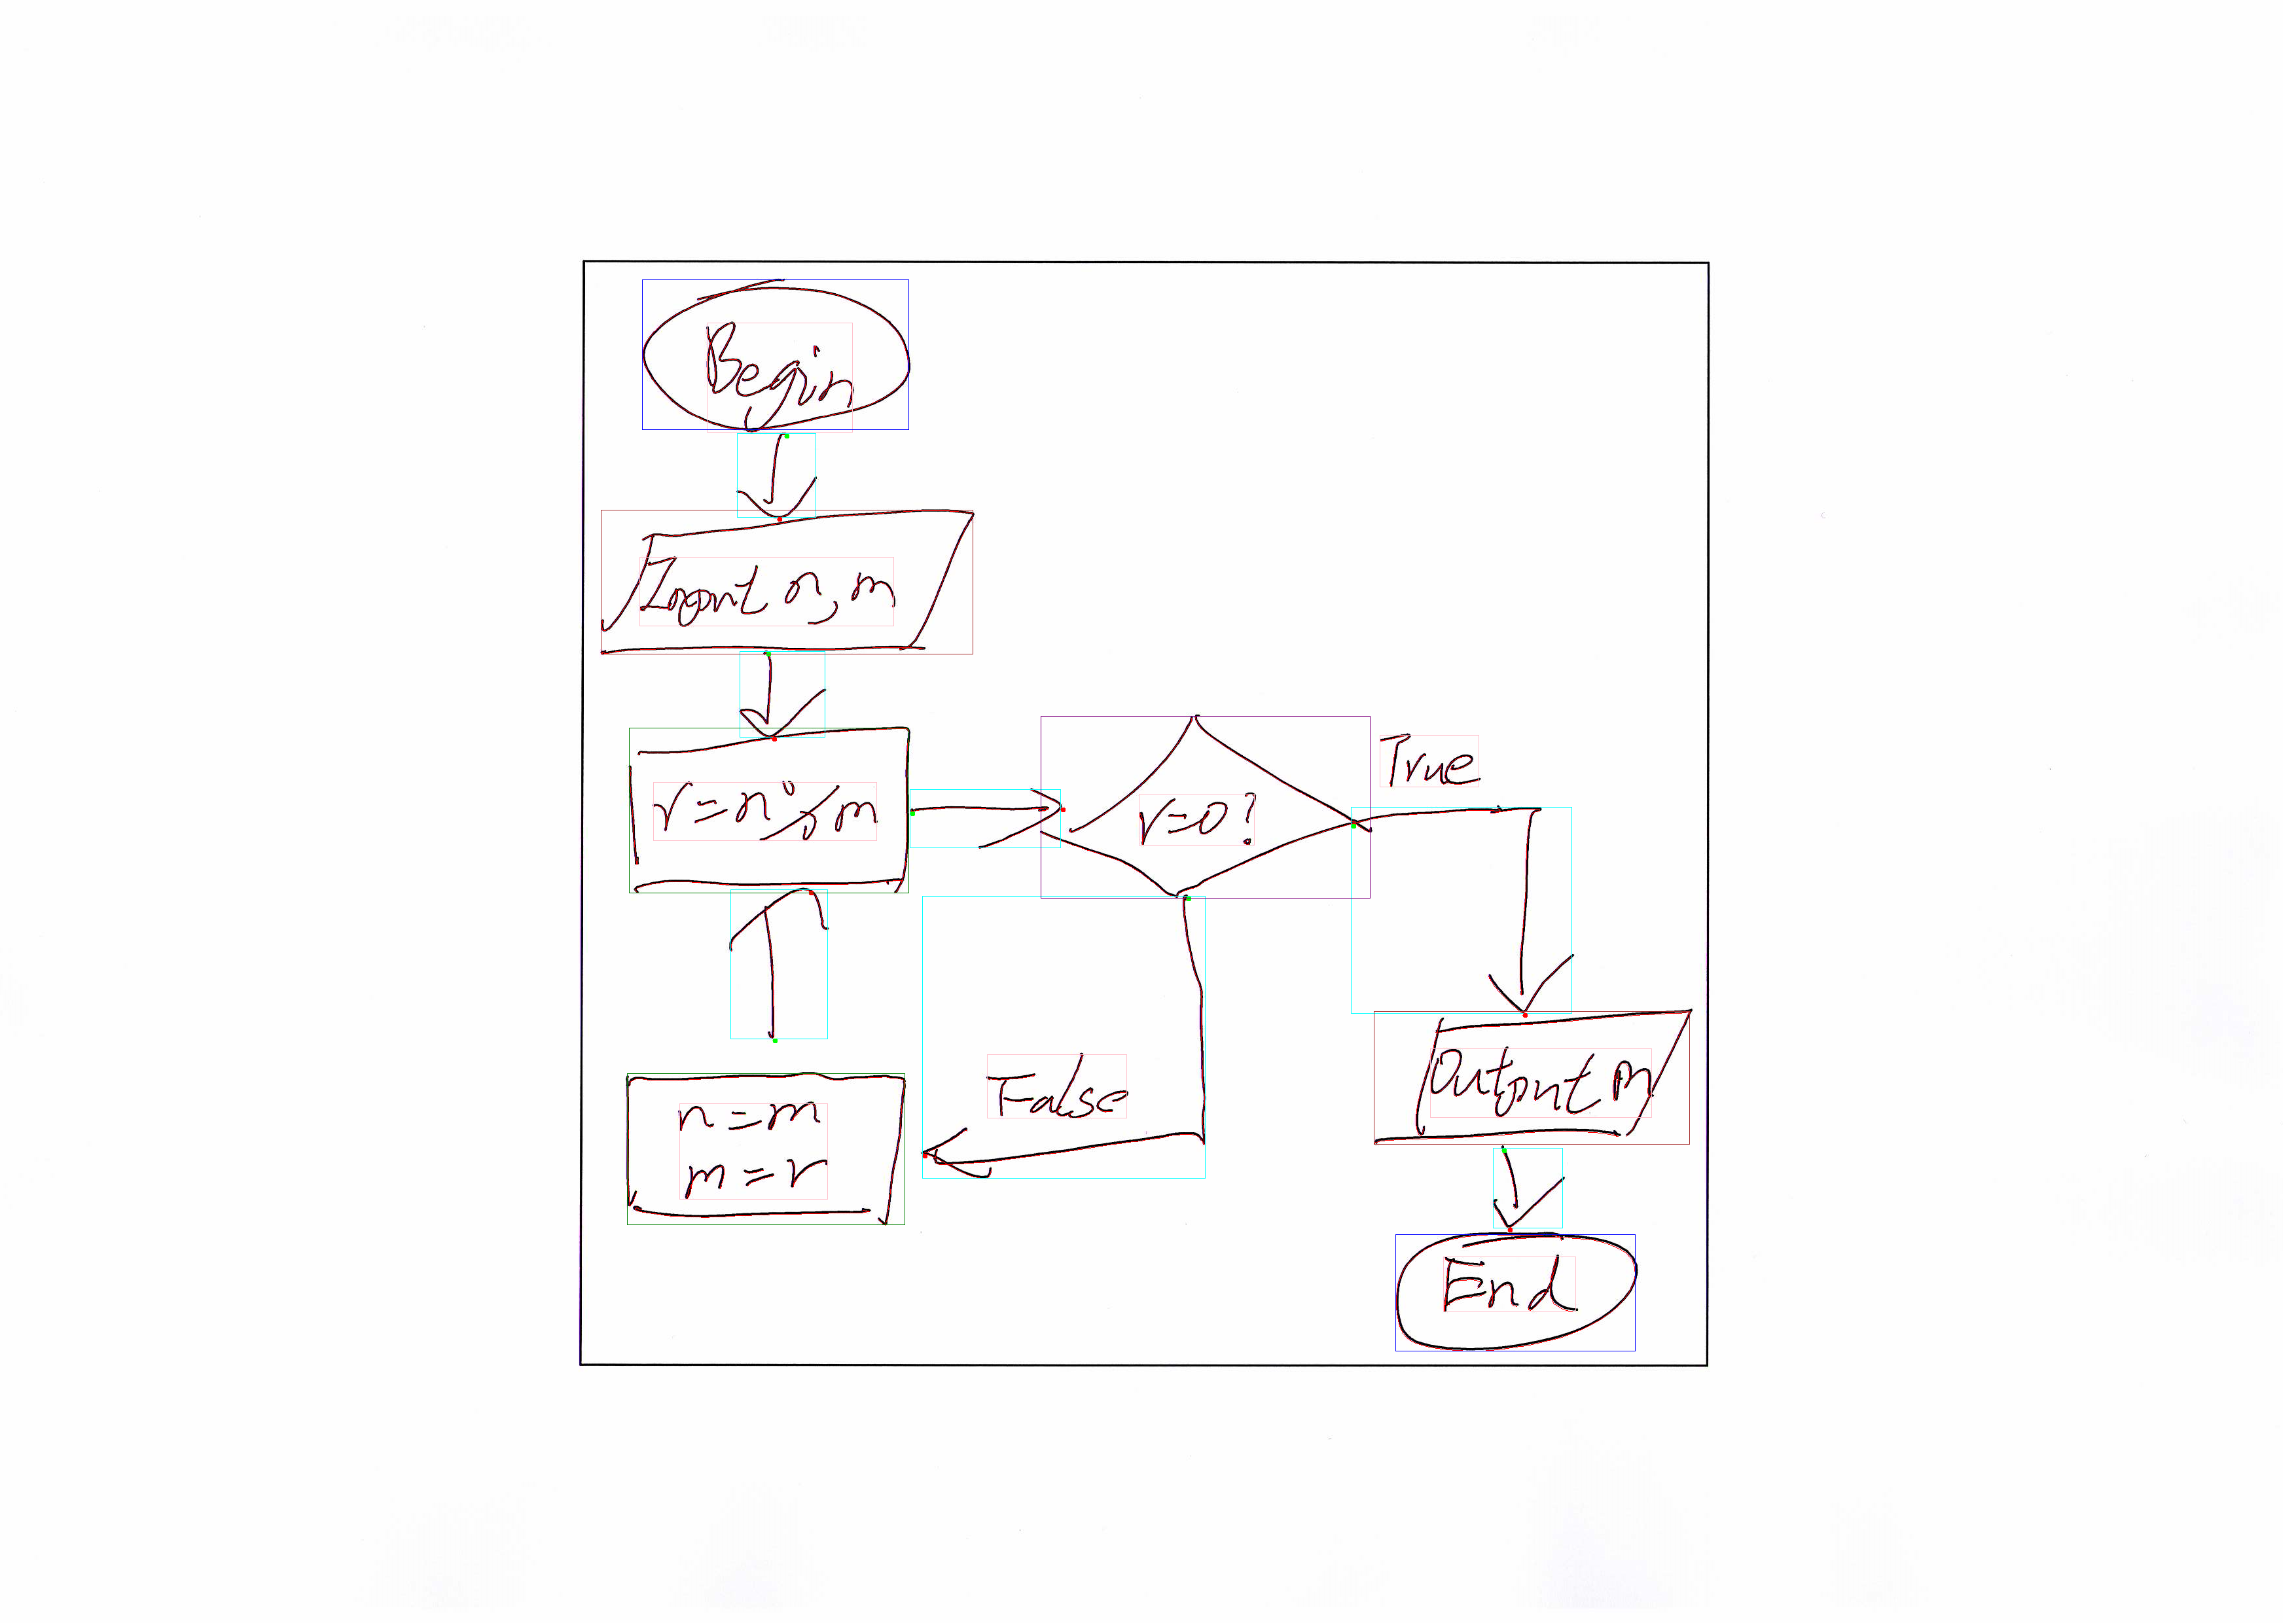 Begin
Input n, m
r=n%m
r=0?
True
False
n=m
m=r
Output m
End